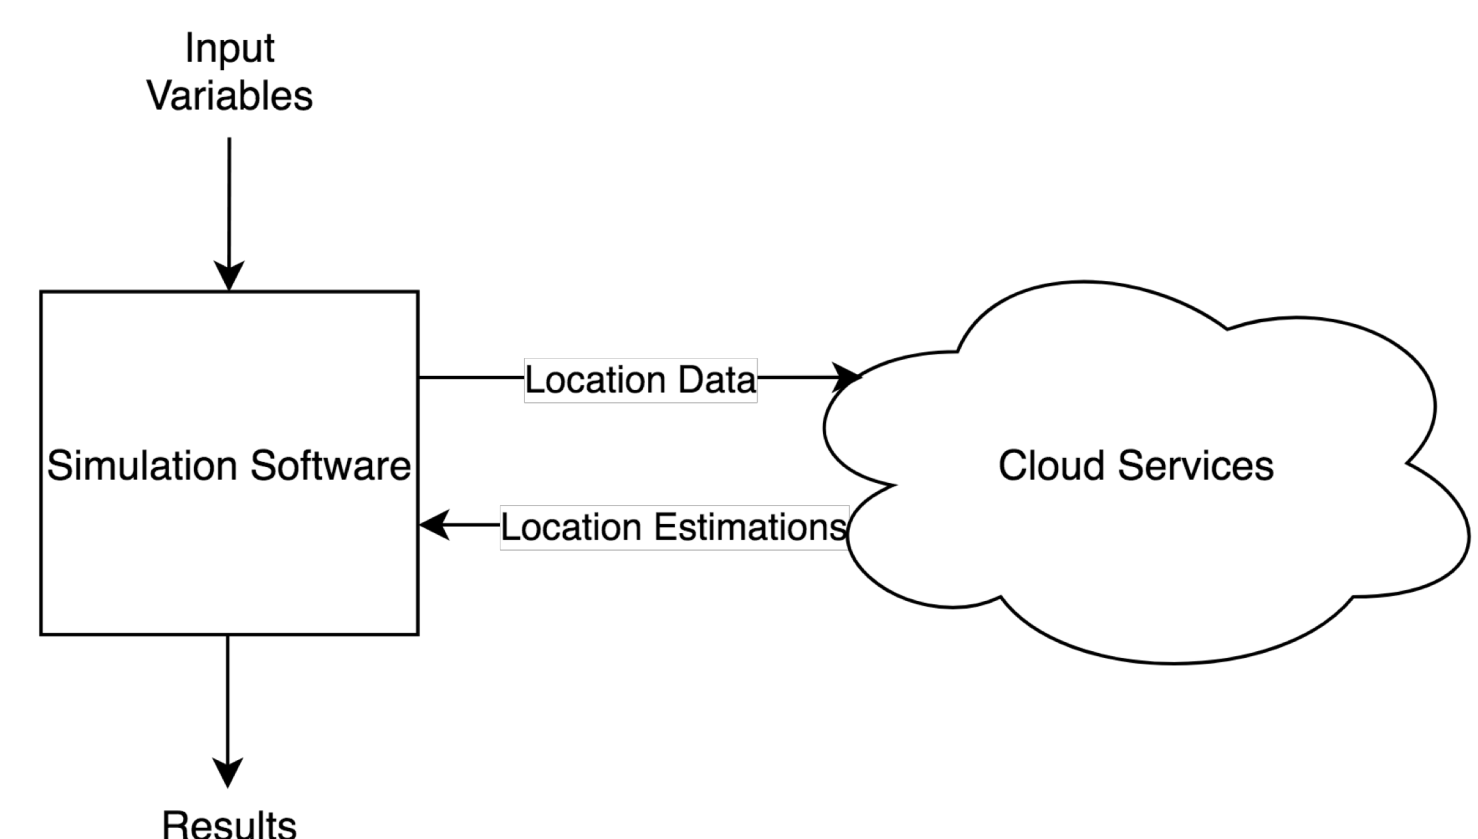 Input
Variables
Location Data
Simulation Software
Cloud Services
Location Estimations
Results